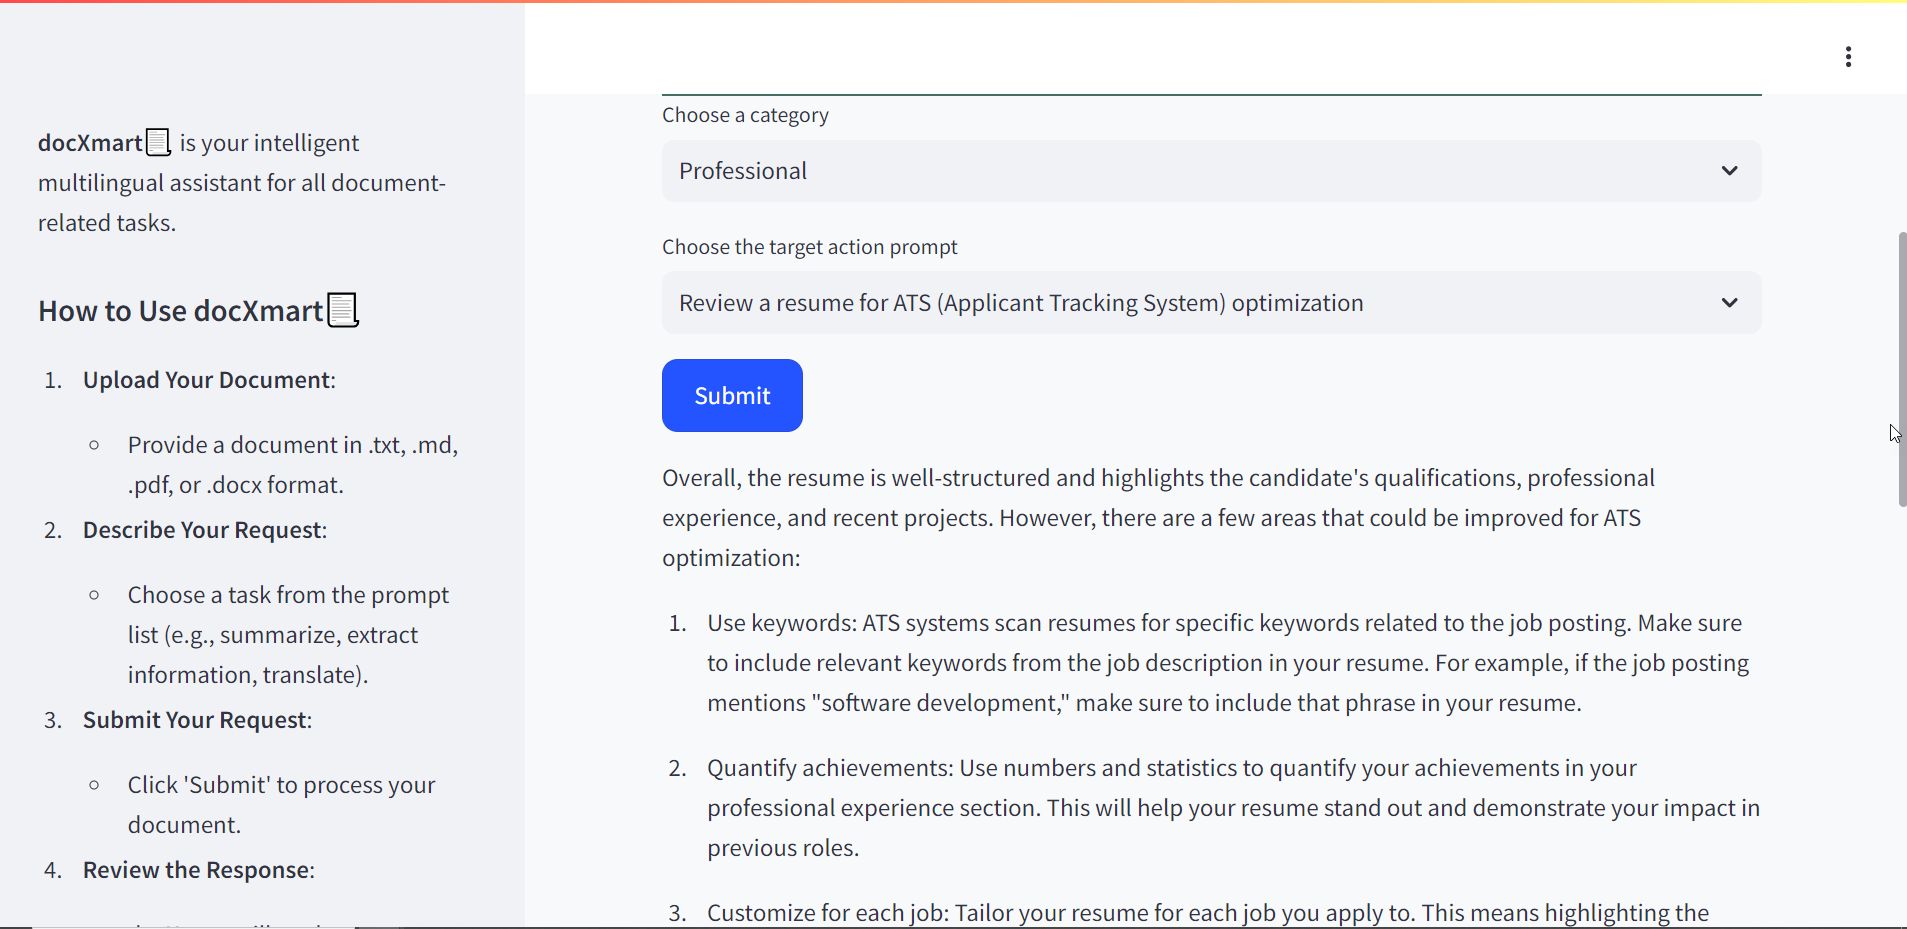 docXmart📃 is your intelligent
multilingual assistant for all document-
related tasks.
How to Use docXmart📃
1. Upload Your Document:
○ Provide a document in .txt, .md,
.pdf, or .docx format.
2. Describe Your Request:
○ Choose a task from the prompt
list (e.g., summarize, extract
information, translate).
3. Submit Your Request:
○ Click 'Submit' to process your
document.
4. Review the Response:
Choose a category
Professional
Choose the target action prompt
Review a resume for ATS (Applicant Tracking System) optimization
Submit
Overall, the resume is well-structured and highlights the candidate's qualifications, professional
experience, and recent projects. However, there are a few areas that could be improved for ATS
optimization:
1. Use keywords: ATS systems scan resumes for specific keywords related to the job posting. Make sure
to include relevant keywords from the job description in your resume. For example, if the job posting
mentions "software development," make sure to include that phrase in your resume.
2. Quantify achievements: Use numbers and statistics to quantify your achievements in your
professional experience section. This will help your resume stand out and demonstrate your impact in
previous roles.
3. Customize for each job: Tailor your resume for each job you apply to. This means highlighting the